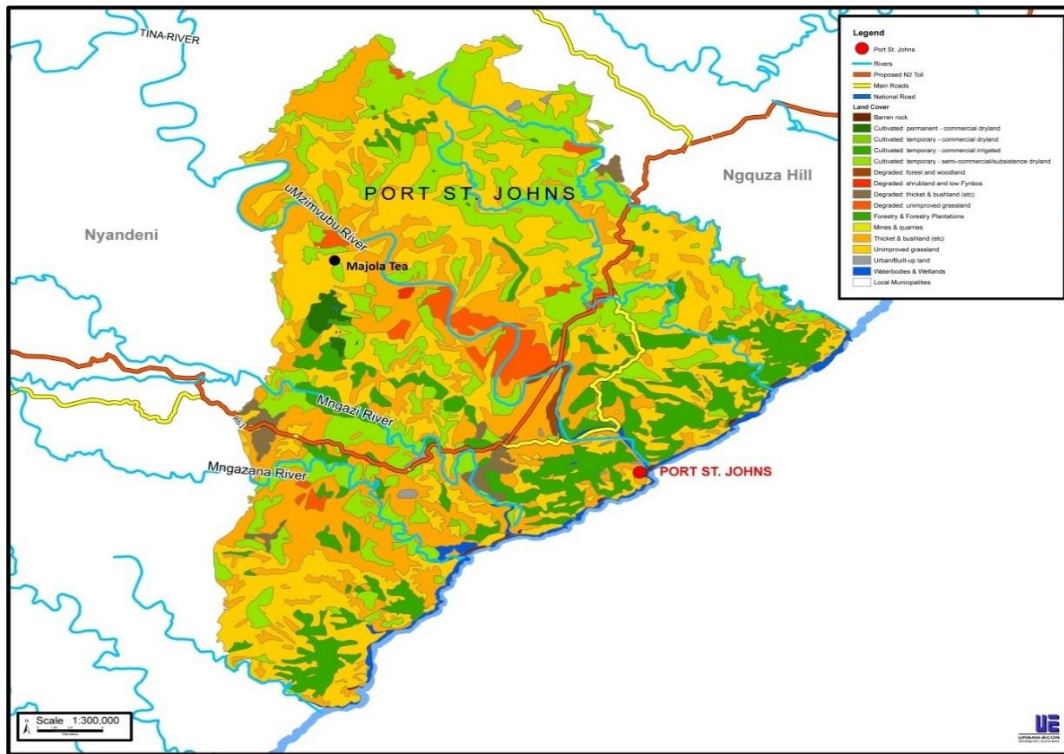 TINA-RIVER
Legend
Port St. Johns
Rivers
Proposed N2 Toll
Main Roads
National Road
Land Cover
Barren rock
Cultivated: permanent - commercial dryland
Cultivated: temporary - commercial dryland
Cultivated: temporary - commercial irrigated
Cultivated: temporary - semi-commercial/subsistence dryland
Degraded: forest and woodland
Degraded: shrubland and low Fynbos
Degraded: thicket & bushland (etc)
Degraded: unimproved grassland
Forestry & Forestry Plantations
Mines & quarries
Thicket & bushland (etc)
Unimproved grassland
Urban/Built-up land
Waterbodies & Wetlands
Local Municipalities
Ngquza Hill
PORT ST. JOHNS
uMzimvubu River
Nyandeni
Majola Tea
Mngazi River
R61
Mngazana River
PORT ST. JOHNS
N
Scale 1:300,000
UE
URBAN-ECON